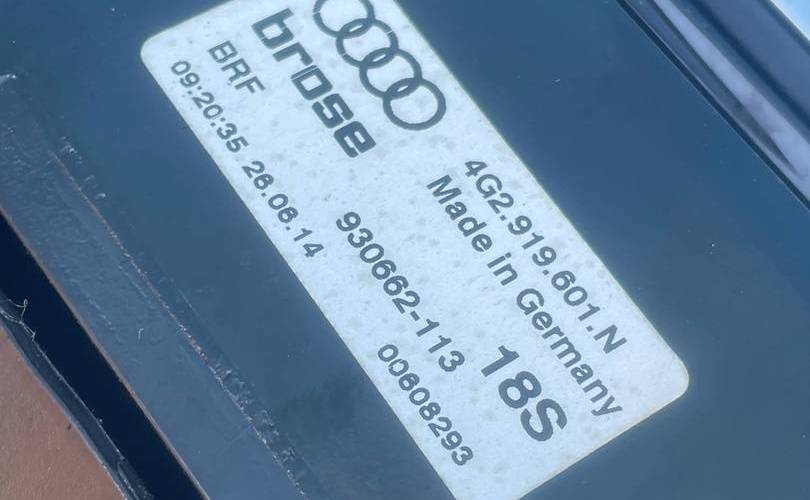 4G2.919.601.N
Made in Germany
brose
18S
BRF
930662-113
09:20:35 26.06.14
00608293